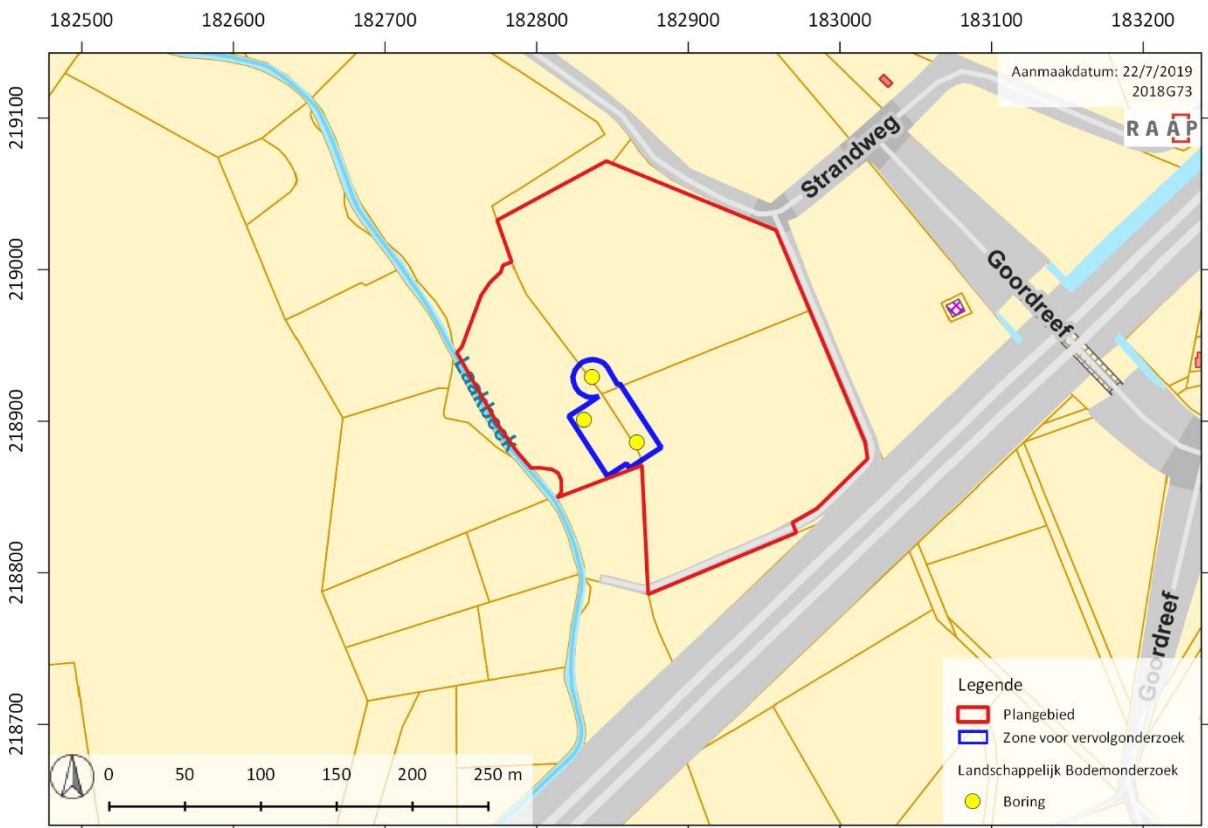 182500 182600 182700 182800 182900 183000 183100 183200
Aanmaakdatum: 22/7/2019
2018G73
RAAP
219100
219000
218900
218800
218700
Strandweg
Goordreef
Laakbeek
Goordreef
Legende
Plangebied
Zone voor vervolgonderzoek
Landschappelijk Bodemonderzoek
Boring
0 50 100 150 200 250 m